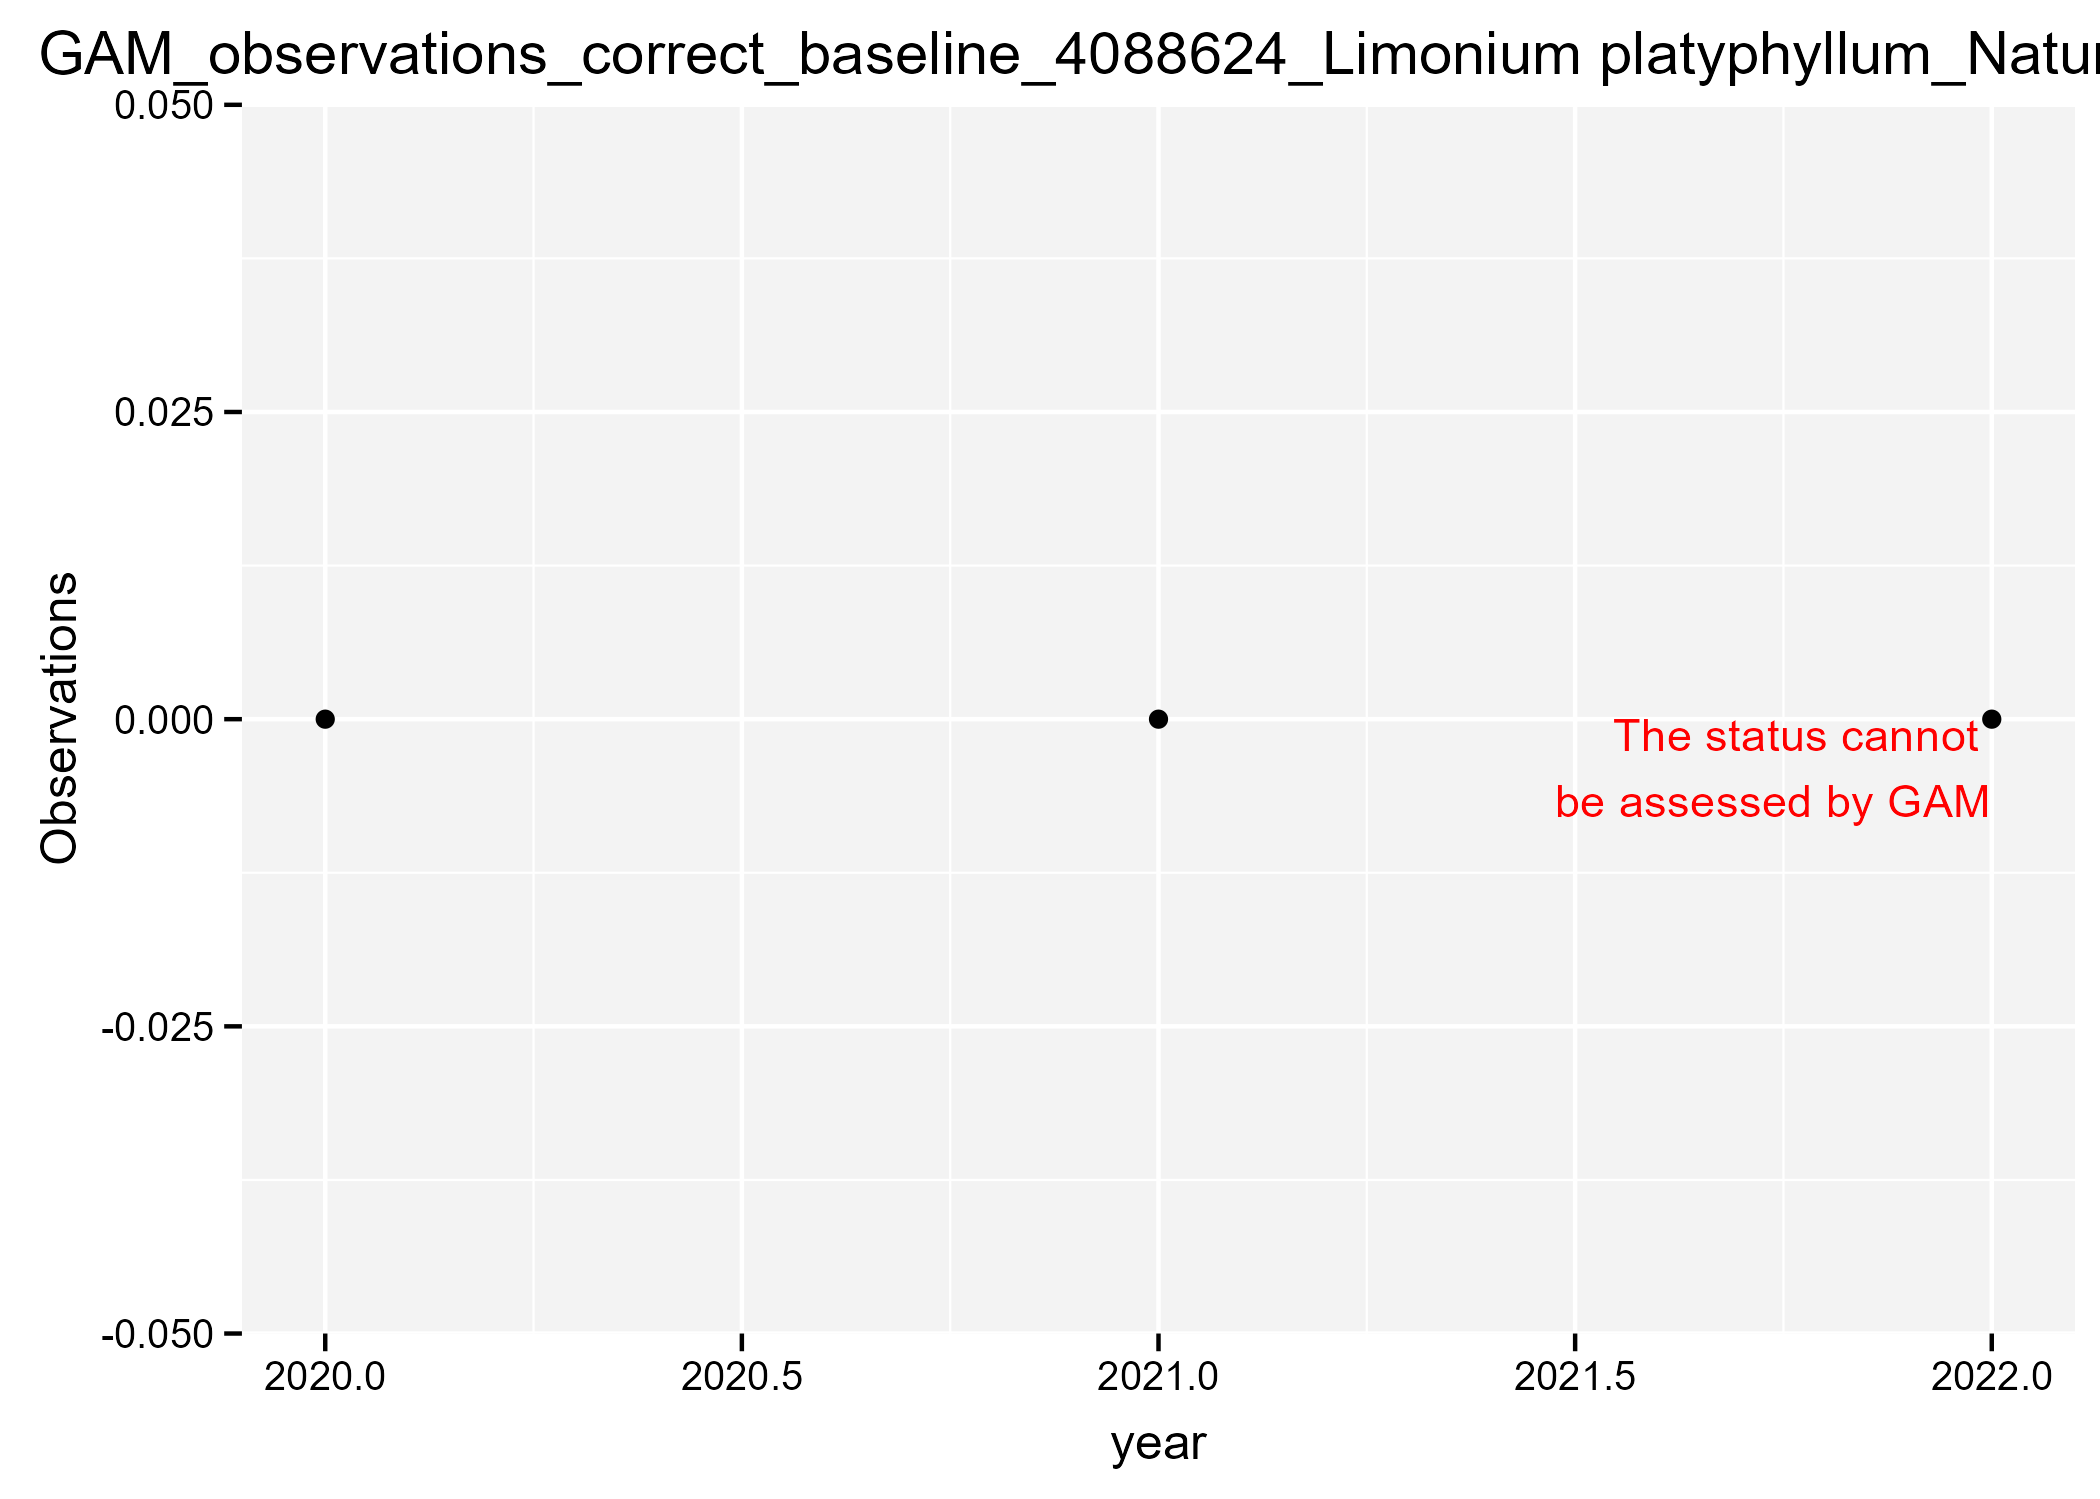 GAM_observations_correct_baseline_4088624_Limonium platyphyllum_Natu
0.050
0.025
0.000
-0.025
-0.050
Observations
The status cannot
be assessed by GAM
2020.0 2020.5 2021.0 2021.5 2022.0
year